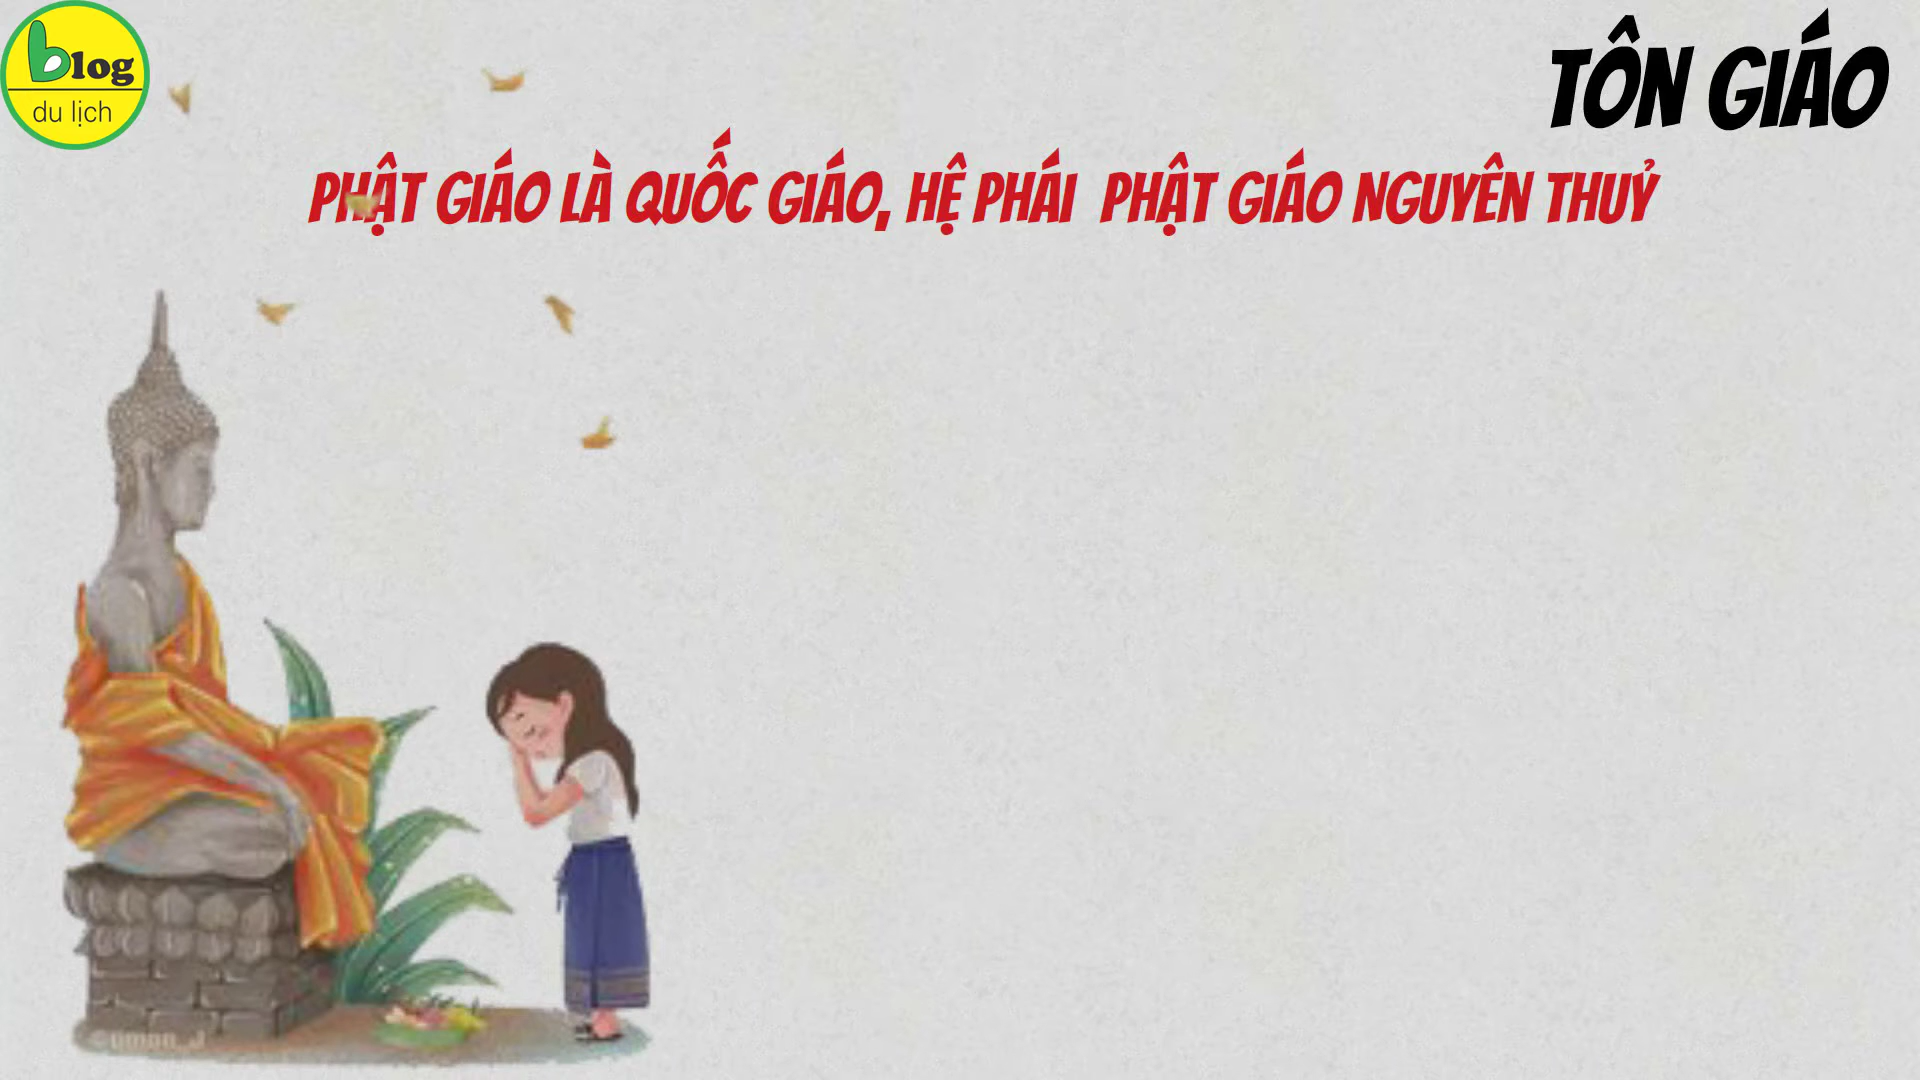 blog
du lịch
TÔN GIÁO
PHẬT GIÁO LÀ QUỐC GIÁO, HỆ PHÁI PHẬT GIÁO NGUYÊN THUỶ